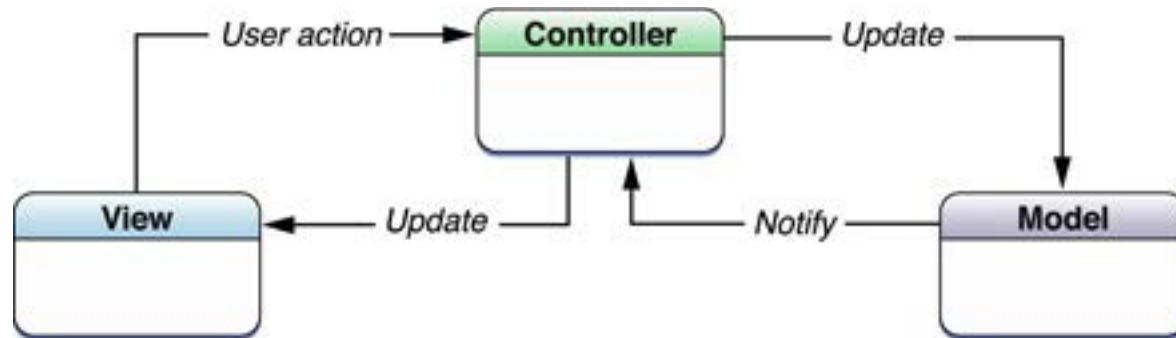 User action
Controller
Update
View
Update
Notify
Model